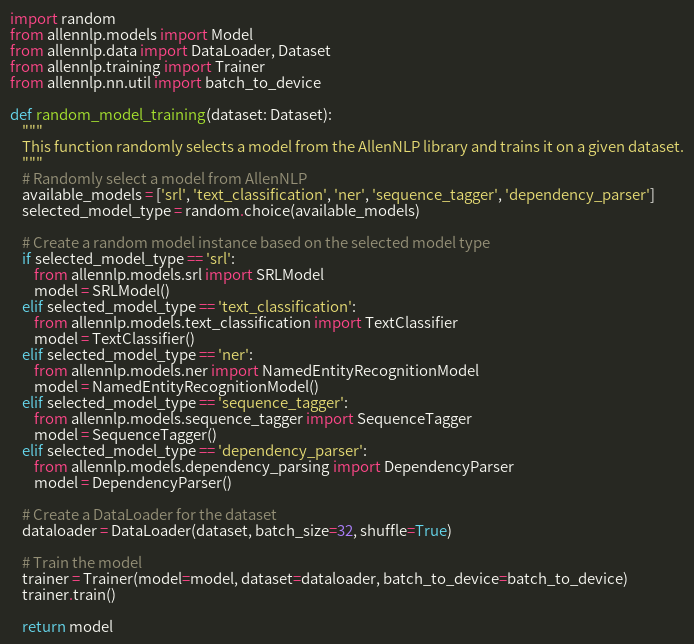 import random
from allennlp.models import Model
from allennlp.data import DataLoader, Dataset
from allennlp.training import Trainer
from allennlp.nn.util import batch_to_device

def random_model_training(dataset: Dataset):
    """
    This function randomly selects a model from the AllenNLP library and trains it on a given dataset.
    """
    # Randomly select a model from AllenNLP
    available_models = ['srl', 'text_classification', 'ner', 'sequence_tagger', 'dependency_parser']
    selected_model_type = random.choice(available_models)

    # Create a random model instance based on the selected model type
    if selected_model_type == 'srl':
        from allennlp.models.srl import SRLModel
        model = SRLModel()
    elif selected_model_type == 'text_classification':
        from allennlp.models.text_classification import TextClassifier
        model = TextClassifier()
    elif selected_model_type == 'ner':
        from allennlp.models.ner import NamedEntityRecognitionModel
        model = NamedEntityRecognitionModel()
    elif selected_model_type == 'sequence_tagger':
        from allennlp.models.sequence_tagger import SequenceTagger
        model = SequenceTagger()
    elif selected_model_type == 'dependency_parser':
        from allennlp.models.dependency_parsing import DependencyParser
        model = DependencyParser()

    # Create a DataLoader for the dataset
    dataloader = DataLoader(dataset, batch_size=32, shuffle=True)

    # Train the model
    trainer = Trainer(model=model, dataset=dataloader, batch_to_device=batch_to_device)
    trainer.train()

    return model